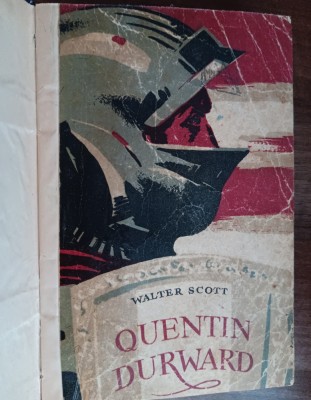 WALTER SCOTT
QUENTIN
DURWARD